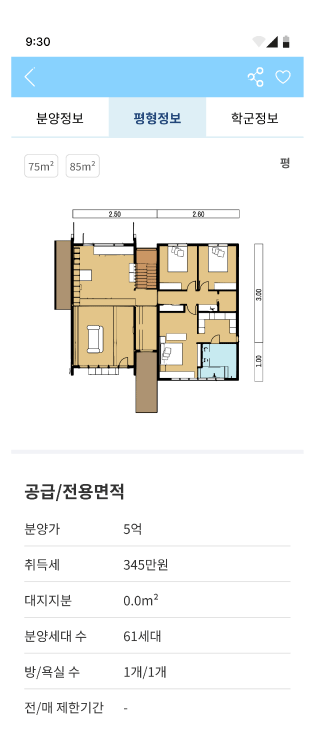 9:30
분양정보 평형정보 학군정보
75m² 85m² 평
2.50 2.60
3.00
1.00
공급/전용면적
분양가 5억
취득세 345만원
대지지분 0.0m²
분양세대 수 61세대
방/욕실 수 1개/1개
전/매 제한기간 -